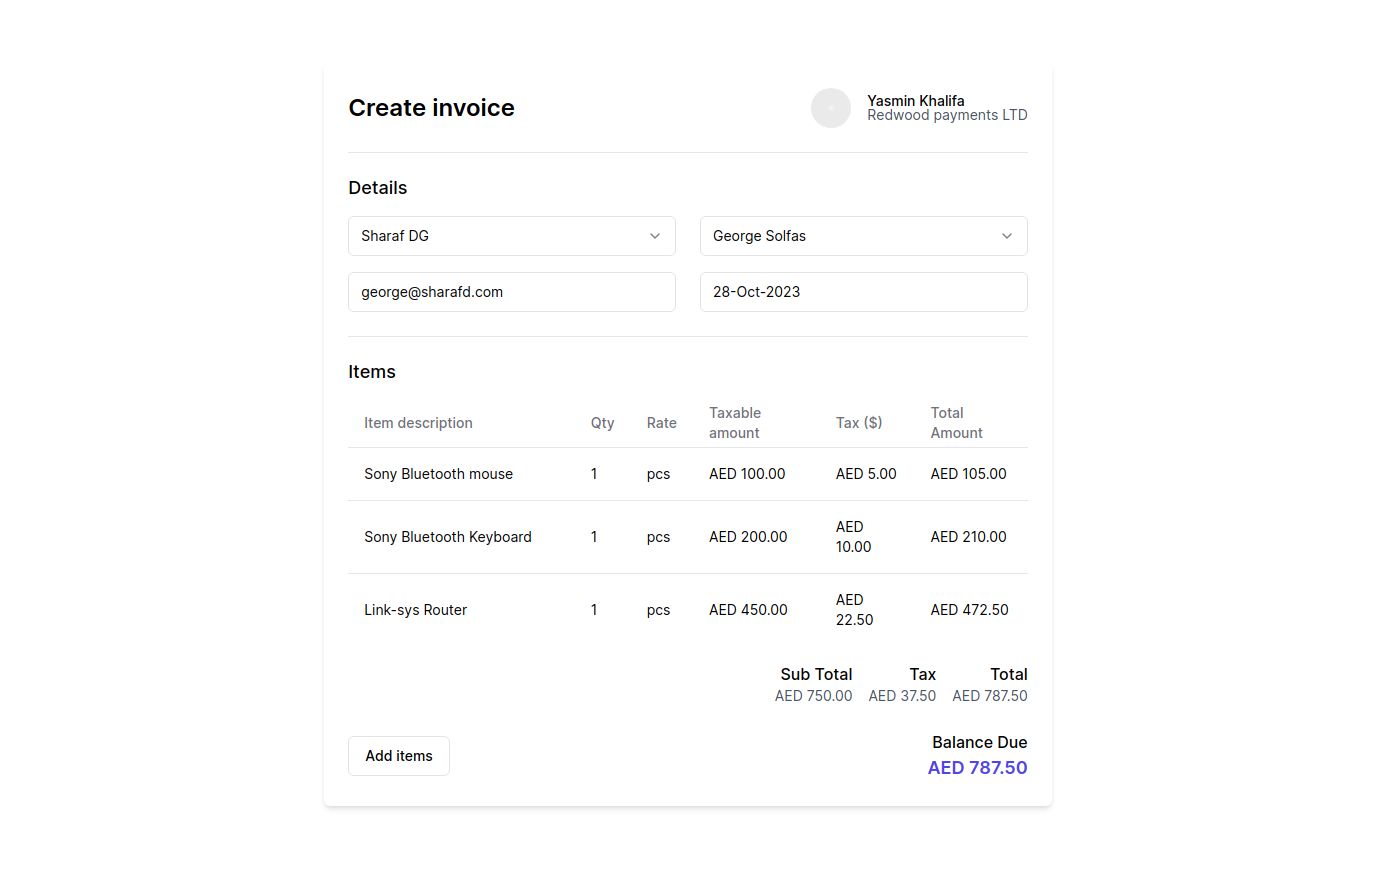 Create invoice
Yasmin Khalifa
Redwood payments LTD
Details
Sharaf DG
George Solfas
george@sharafd.com
28-Oct-2023
Items
Item description Qty Rate Taxable amount Tax ($) Total Amount
Sony Bluetooth mouse 1 pcs AED 100.00 AED 5.00 AED 105.00
Sony Bluetooth Keyboard 1 pcs AED 200.00 AED 10.00 AED 210.00
Link-sys Router 1 pcs AED 450.00 AED 22.50 AED 472.50
Sub Total Tax Total
AED 750.00 AED 37.50 AED 787.50
Add items
Balance Due
AED 787.50